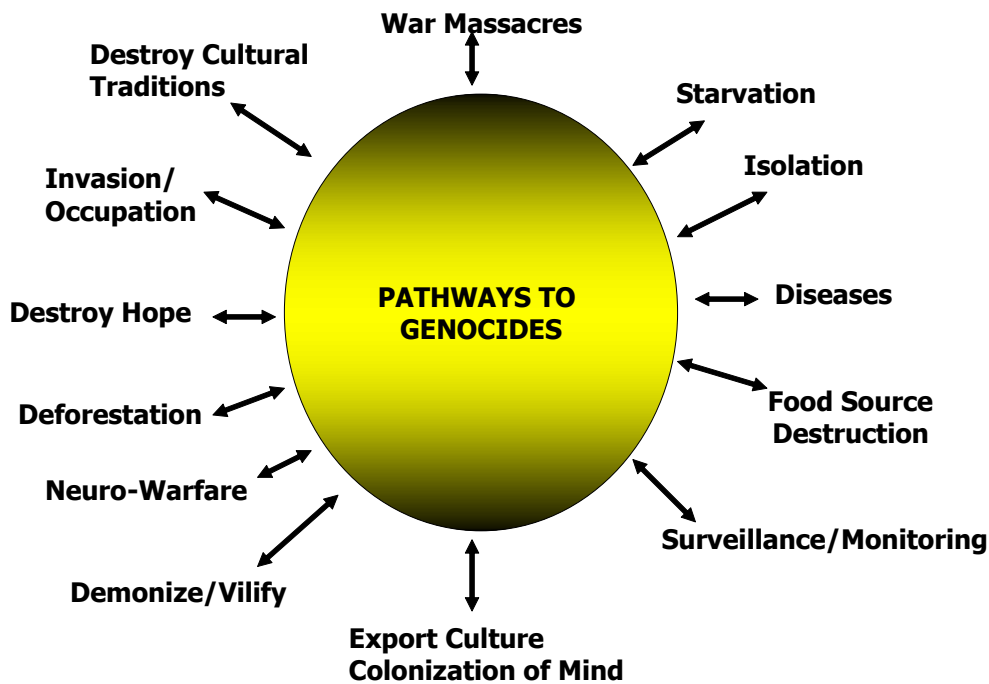 War Massacres
Destroy Cultural
Traditions
Starvation
Isolation
Invasion/
Occupation
PATHWAYS TO
GENOCIDES
Diseases
Destroy Hope
Food Source
Destruction
Deforestation
Neuro-Warfare
Surveillance/Monitoring
Demonize/Vilify
Export Culture
Colonization of Mind